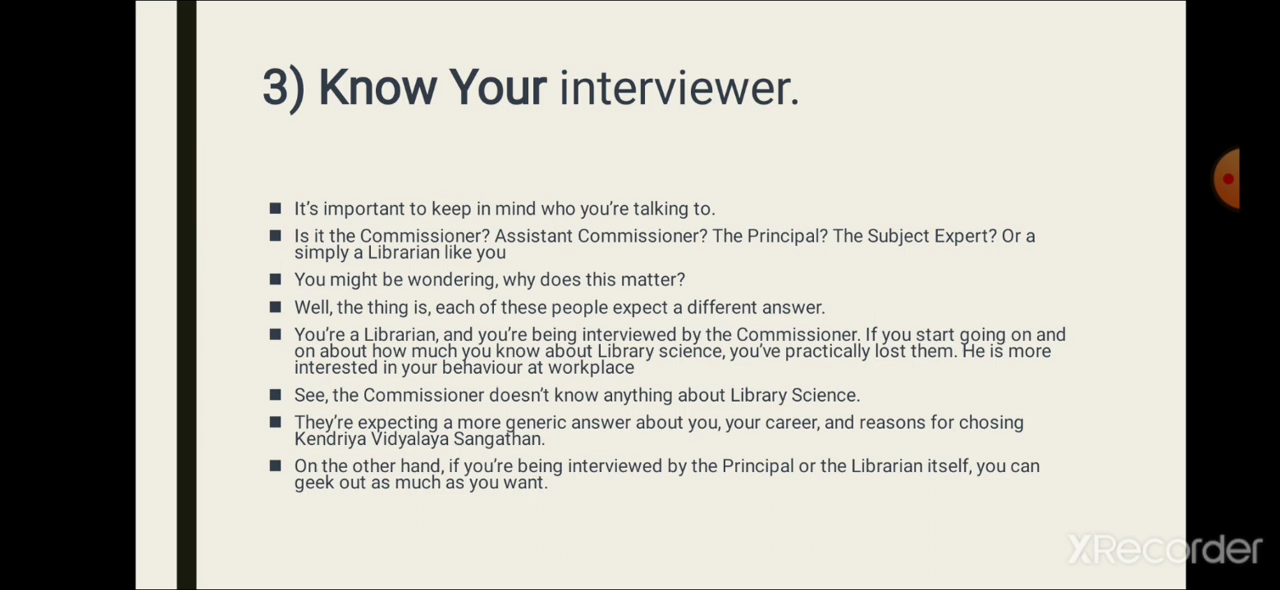 3) Know Your interviewer.
■ It's important to keep in mind who you're talking to.
■ Is it the Commissioner? Assistant Commissioner? The Principal? The Subject Expert? Or a
simply a Librarian like you
■ You might be wondering, why does this matter?
■ Well, the thing is, each of these people expect a different answer.
■ You're a Librarian, and you're being interviewed by the Commissioner. If you start going on and
on about how much you know about Library science, you've practically lost them. He is more
interested in your behaviour at workplace
■ See, the Commissioner doesn't know anything about Library Science.
■ They're expecting a more generic answer about you, your career, and reasons for chosing
Kendriya Vidyalaya Sangathan.
■ On the other hand, if you're being interviewed by the Principal or the Librarian itself, you can
geek out as much as you want.
XRecorder